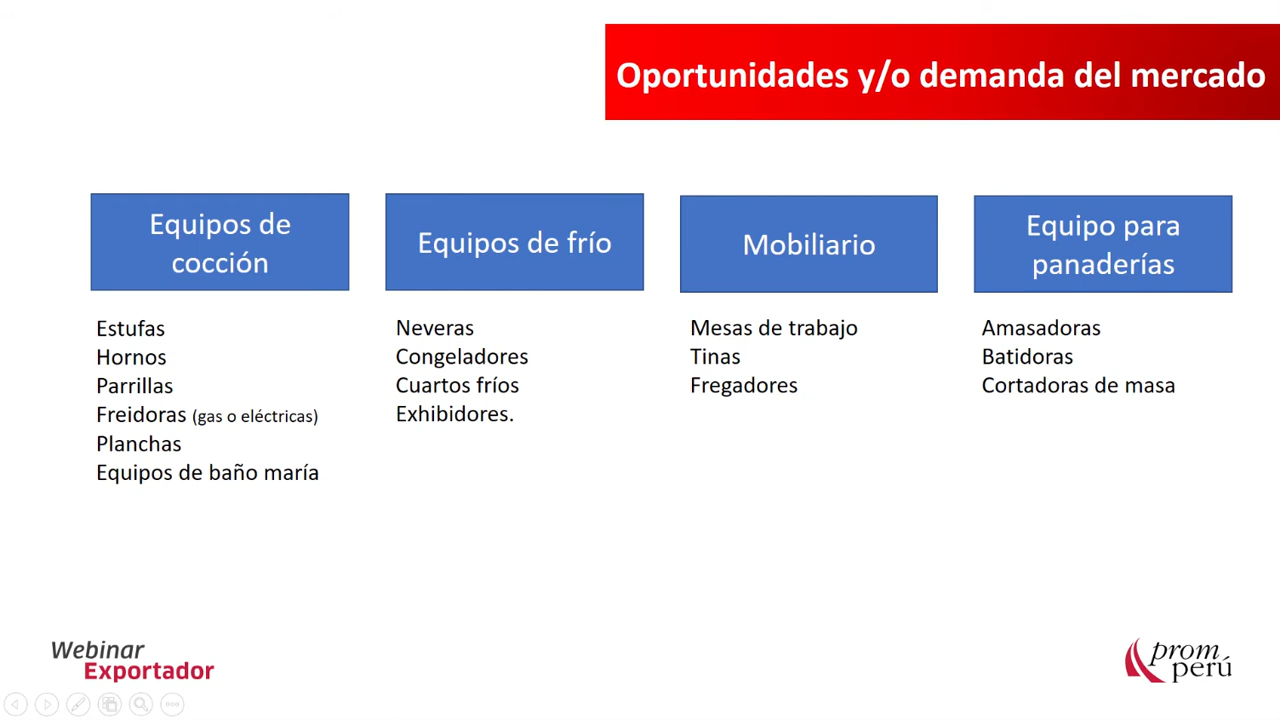 Oportunidades y/o demanda del mercado
Equipos de
cocción
Estufas
Hornos
Parrillas
Freidoras (gas o eléctricas)
Planchas
Equipos de baño maría
Equipos de frío
Neveras
Congeladores
Cuartos fríos
Exhibidores.
Mobiliario
Mesas de trabajo
Tinas
Fregadores
Equipo para
panaderías
Amasadoras
Batidoras
Cortadoras de masa
Webinar
Exportador
prom
perú